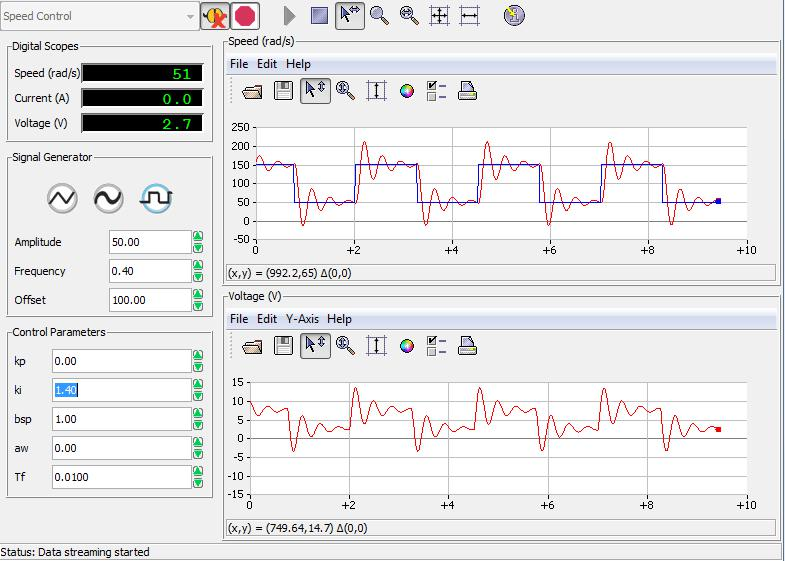 Speed Control
Digital Scopes
Speed (rad/s) 51
Current (A) 0.0
Voltage (V) 2.7
Signal Generator
Amplitude 50.00
Frequency 0.40
Offset 100.00
Control Parameters
kp 0.00
ki 1.40
bsp 1.00
aw 0.00
Tf 0.0100
Speed (rad/s)
File Edit Help
250
200
150
100
50
0
-50
0 +2 +4 +6 +8 +10
(x,y) = (992.2,65) Δ(0,0)
Voltage (V)
File Edit Y-Axis Help
15
10
5
0
-5
-10
-15
0 +2 +4 +6 +8 +10
(x,y) = (749.64,14.7) Δ(0,0)
Status: Data streaming started